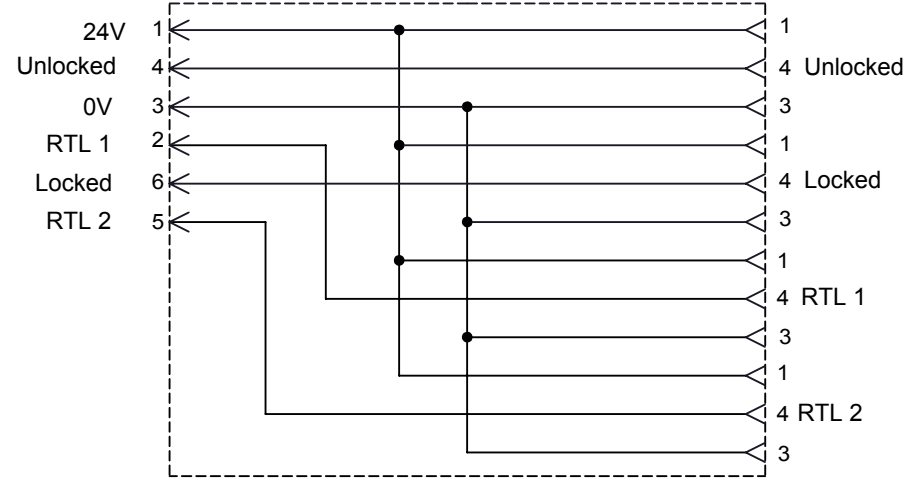 24V 1 1
Unlocked 4 4 Unlocked
0V 3 3
RTL 1 2 1
Locked 6 4 Locked
RTL 2 5 3
1
4 RTL 1
3
1
4 RTL 2
3